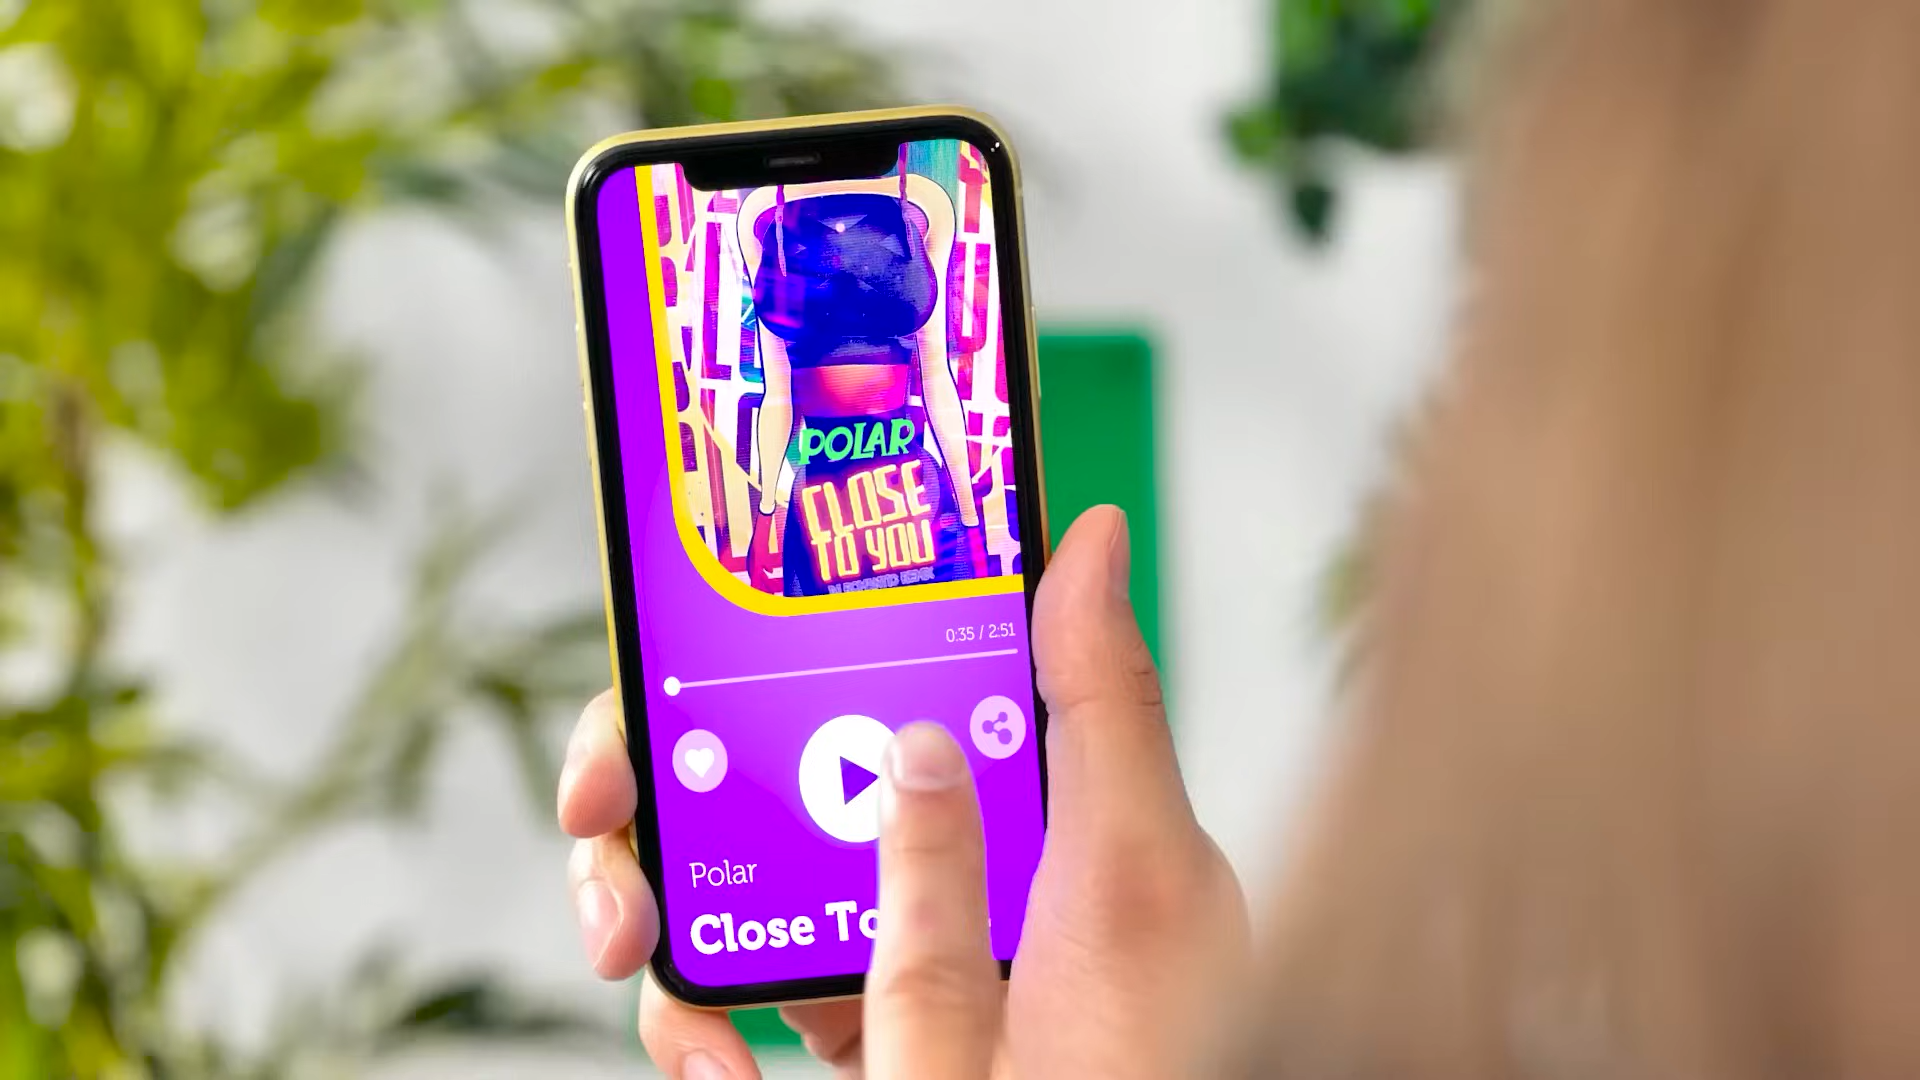 POLAR
CLOSE
TO YOU
0:35 / 2:51
Polar
Close To